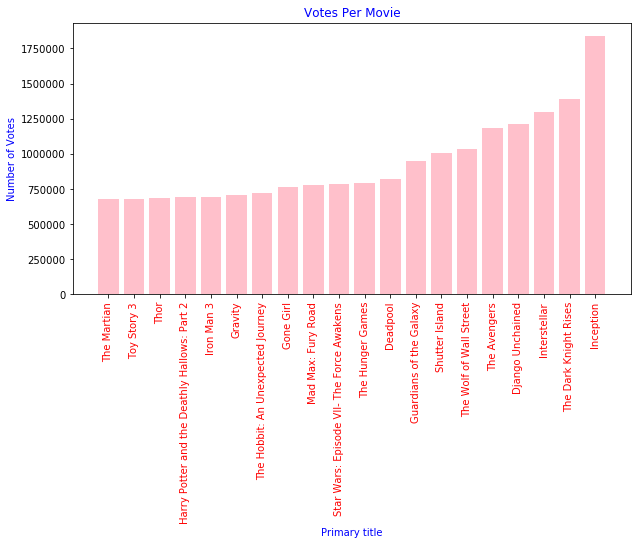 Votes Per Movie
Number of Votes
1750000
1500000
1250000
1000000
750000
500000
250000
0
The Martian
Toy Story 3
Thor
Harry Potter and the Deathly Hallows: Part 2
Iron Man 3
Gravity
The Hobbit: An Unexpected Journey
Gone Girl
Mad Max: Fury Road
Star Wars: Episode VII- The Force Awakens
The Hunger Games
Deadpool
Guardians of the Galaxy
Shutter Island
The Wolf of Wall Street
The Avengers
Django Unchained
Interstellar
The Dark Knight Rises
Inception
Primary title